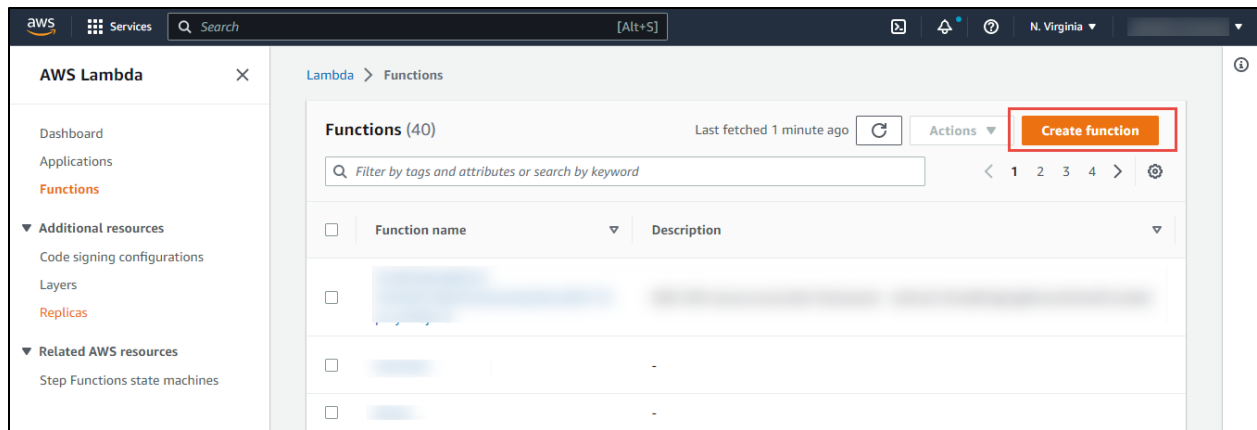 aws Services Search [Alt+S] N. Virginia
AWS Lambda
Lambda > Functions
Dashboard
Applications
Functions
Additional resources
Code signing configurations
Layers
Replicas
Related AWS resources
Step Functions state machines
Functions (40) Last fetched 1 minute ago Actions Create function
Filter by tags and attributes or search by keyword 1 2 3 4
Function name Description
-
-